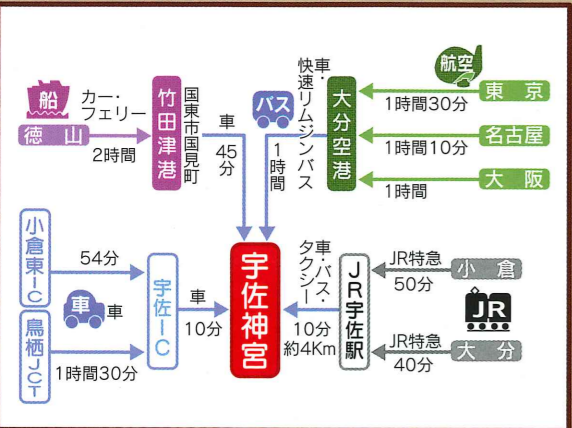 船
徳山
カー・
フェリー
2時間
竹田津港
国東市国見町
車
45分
バス
車・
快速リムジンバス
1時間
大分空港
航空
1時間30分
東京
1時間10分
名古屋
1時間
大阪
小倉東IC
54分
車
車
鳥栖JCT
1時間30分
宇佐IC
車
10分
宇佐神宮
車・バス・
タクシー
10分
約4Km
JR宇佐駅
JR特急
50分
小倉
JR
JR特急
40分
大分